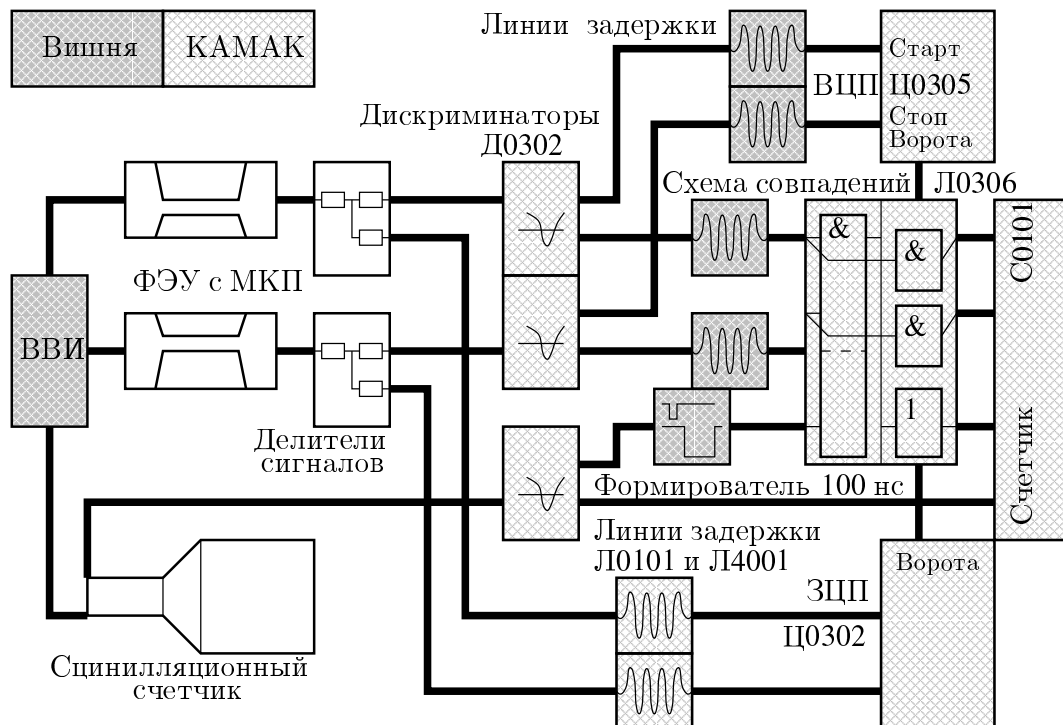 Вишня КАМАК
Линии задержки
Старт
ВЦП Ц0305
Стоп
Ворота
Дискриминаторы
Д0302
Схема совпадений Л0306
&
&
&
1
С0101
Счетчик
ФЭУ с МКП
ВВИ
Делители
сигналов
Формирователь 100 нс
Линии задержки
Л0101 и Л4001
Ворота
ЗЦП
Ц0302
Сцинилляционный
счетчик